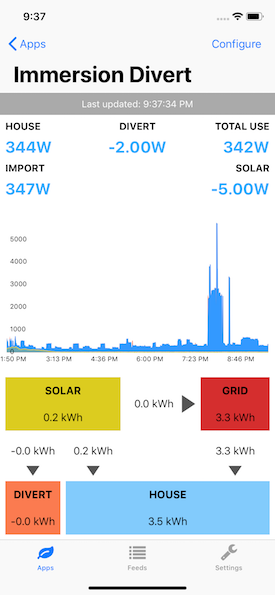 9:37
Apps
Configure
Immersion Divert
Last updated: 9:37:34 PM
HOUSE DIVERT TOTAL USE
344W -2.00W 342W
IMPORT SOLAR
347W -5.00W
5000
4000
3000
2000
1000
0
1:50 PM 3:13 PM 4:36 PM 6:00 PM 7:23 PM 8:46 PM
SOLAR
0.2 kWh
0.0 kWh
GRID
3.3 kWh
-0.0 kWh 0.2 kWh 3.3 kWh
DIVERT
-0.0 kWh
HOUSE
3.5 kWh
Apps Feeds Settings